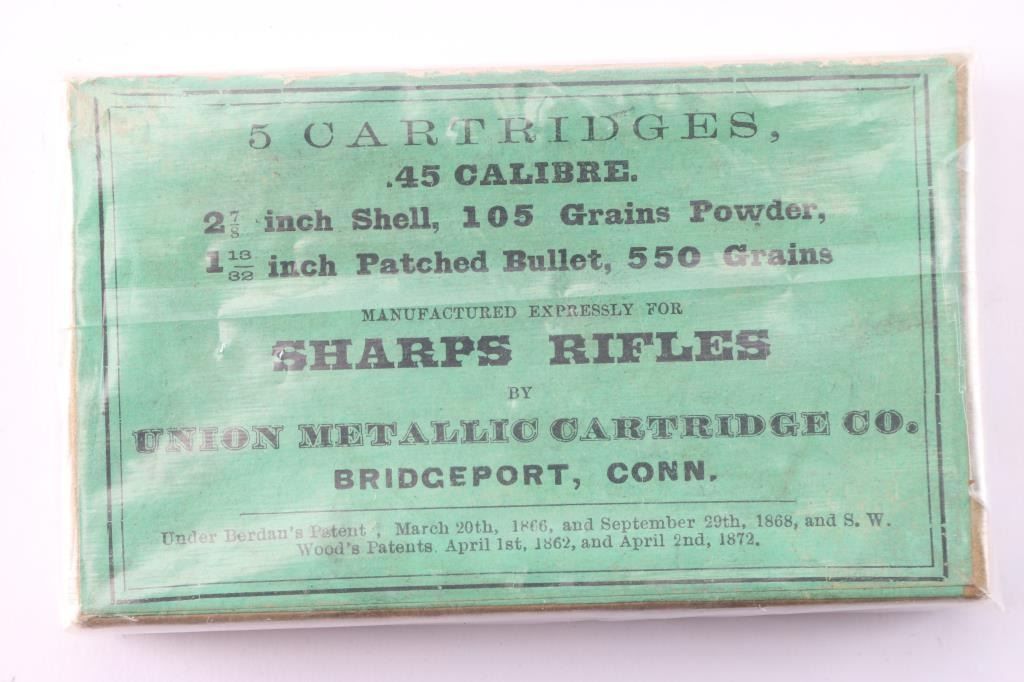 5 CARTRIDGES,
.45 CALIBRE.
2 7/8 inch Shell, 105 Grains Powder,
1 13/32 inch Patched Bullet, 550 Grains
MANUFACTURED EXPRESSLY FOR
SHARPS RIFLES
BY
UNION METALLIC CARTRIDGE CO.
BRIDGEPORT, CONN.
Under Berdan's Patent, March 20th, 1866, and September 29th, 1868, and S. W.
Wood's Patents, April 1st, 1862, and April 2nd, 1872.